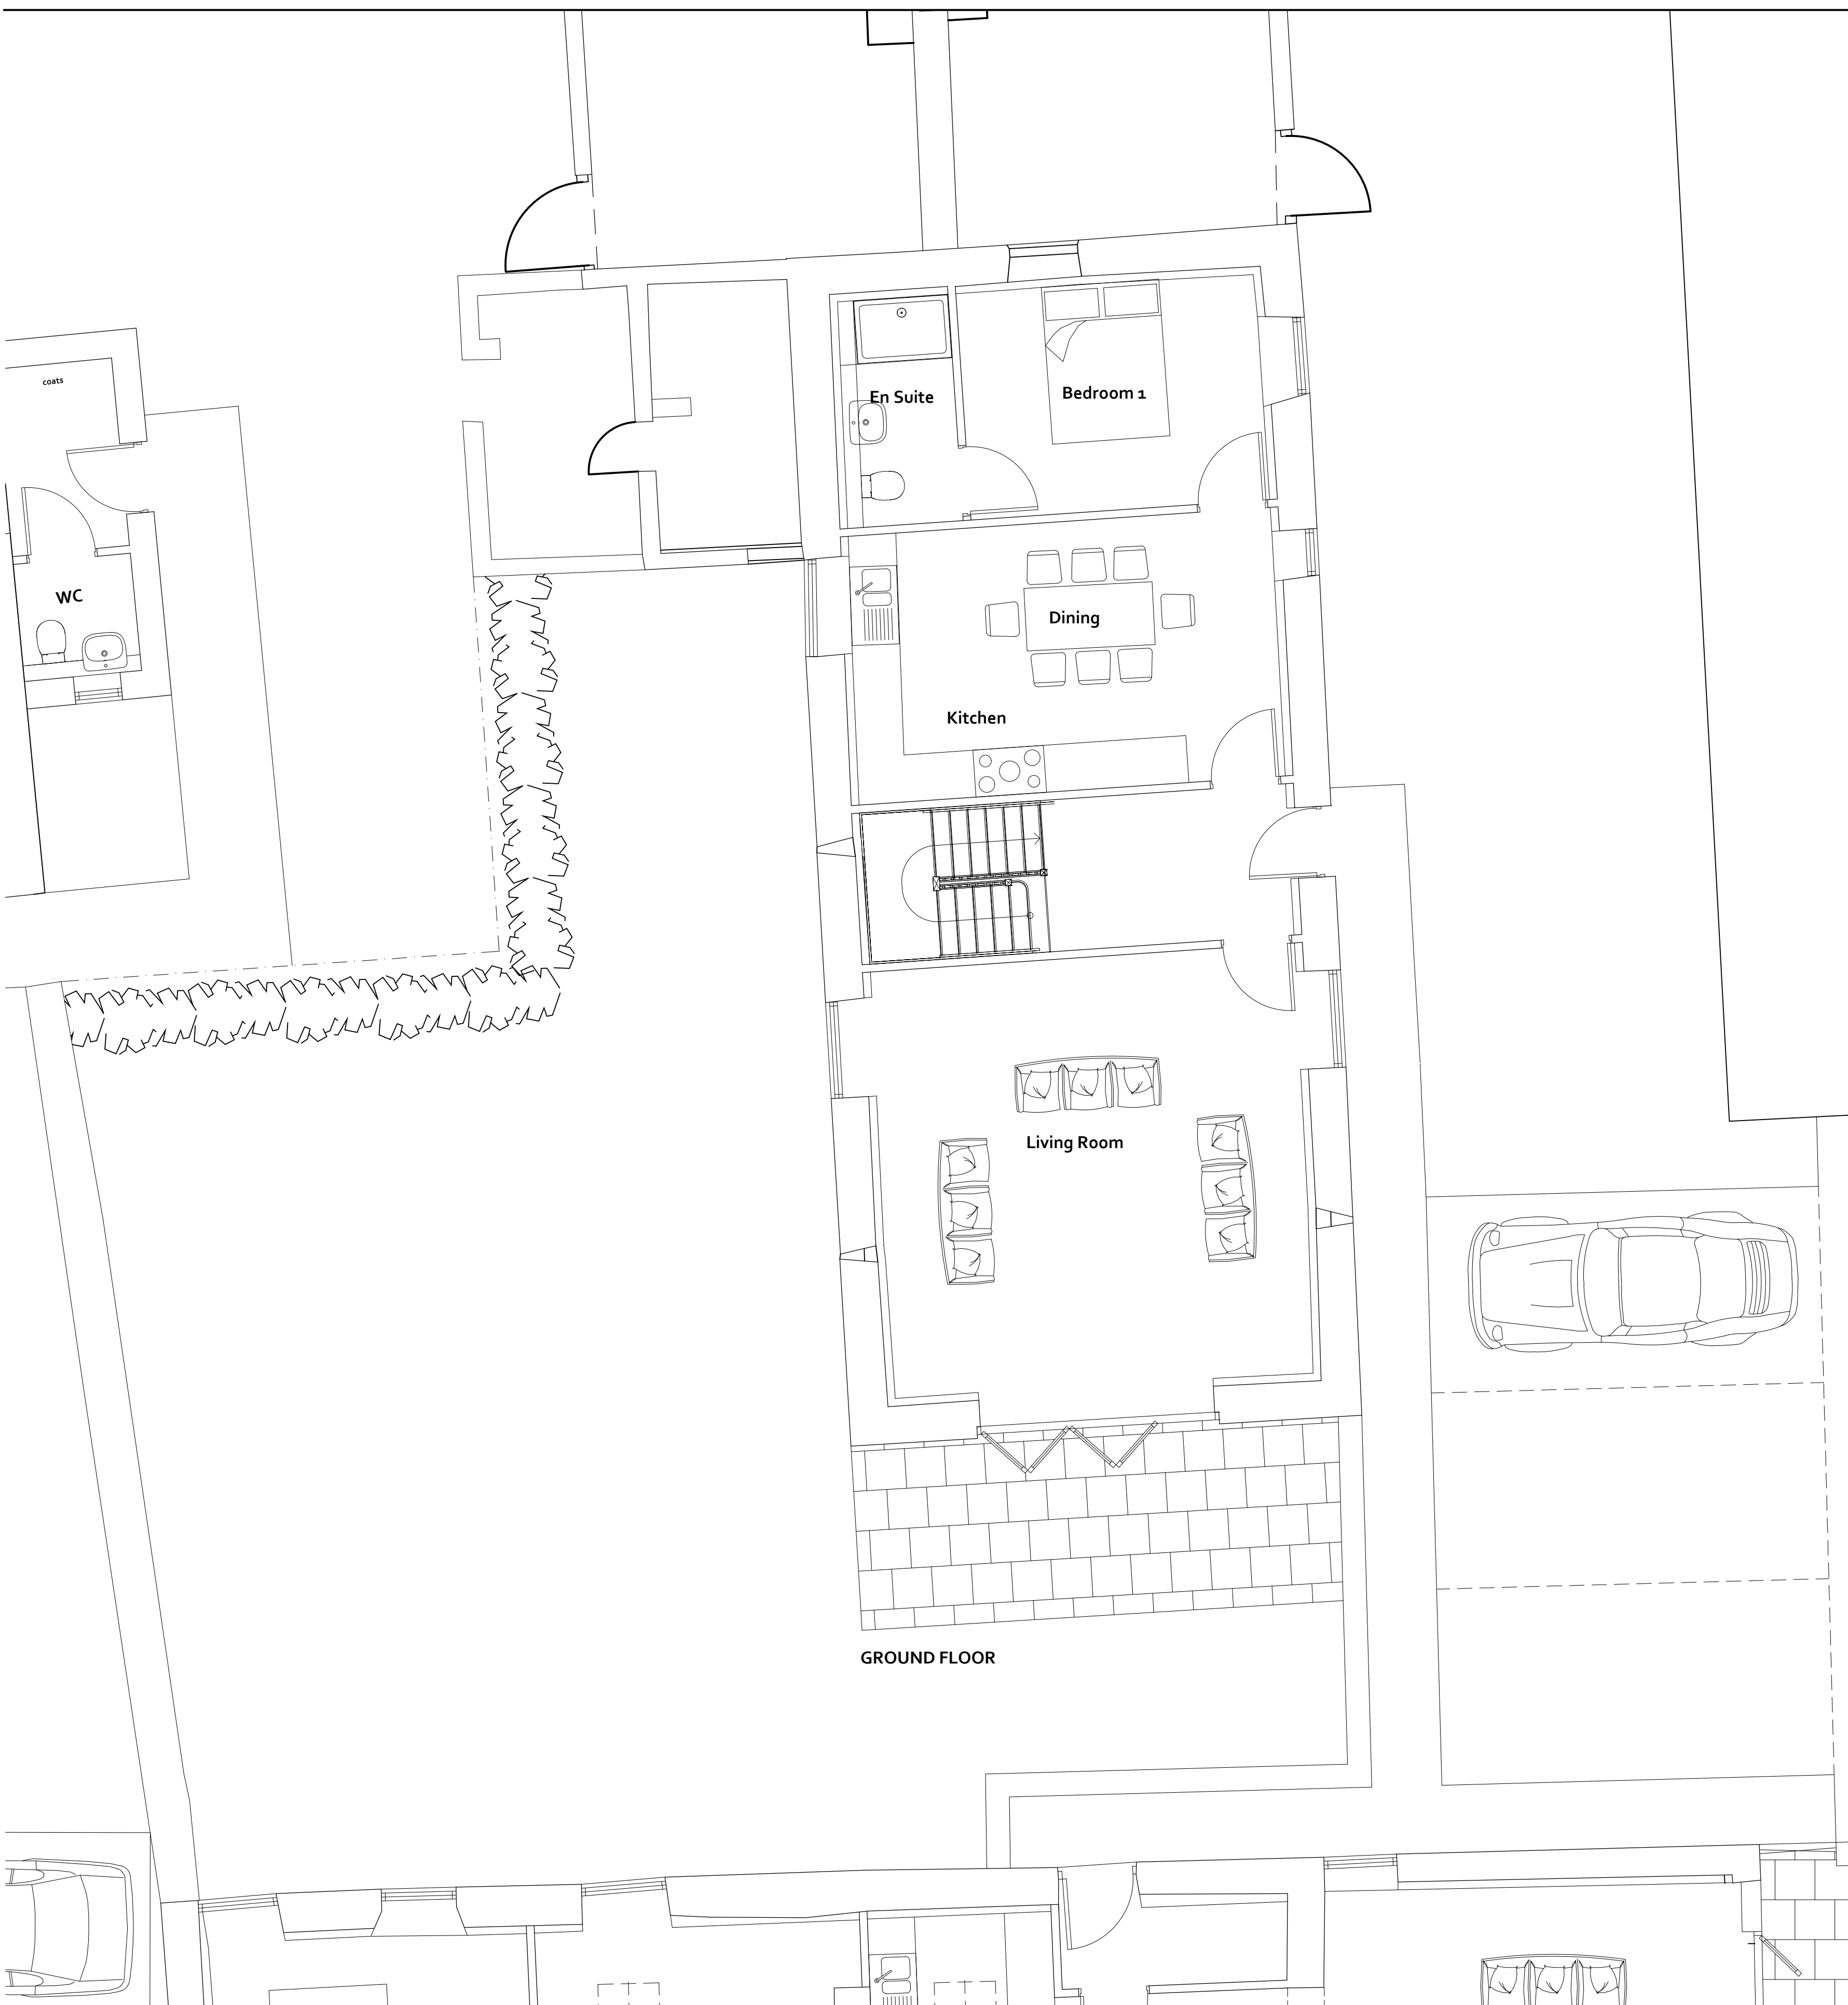 coats
En Suite
Bedroom 1
WC
Dining
Kitchen
Living Room
GROUND FLOOR